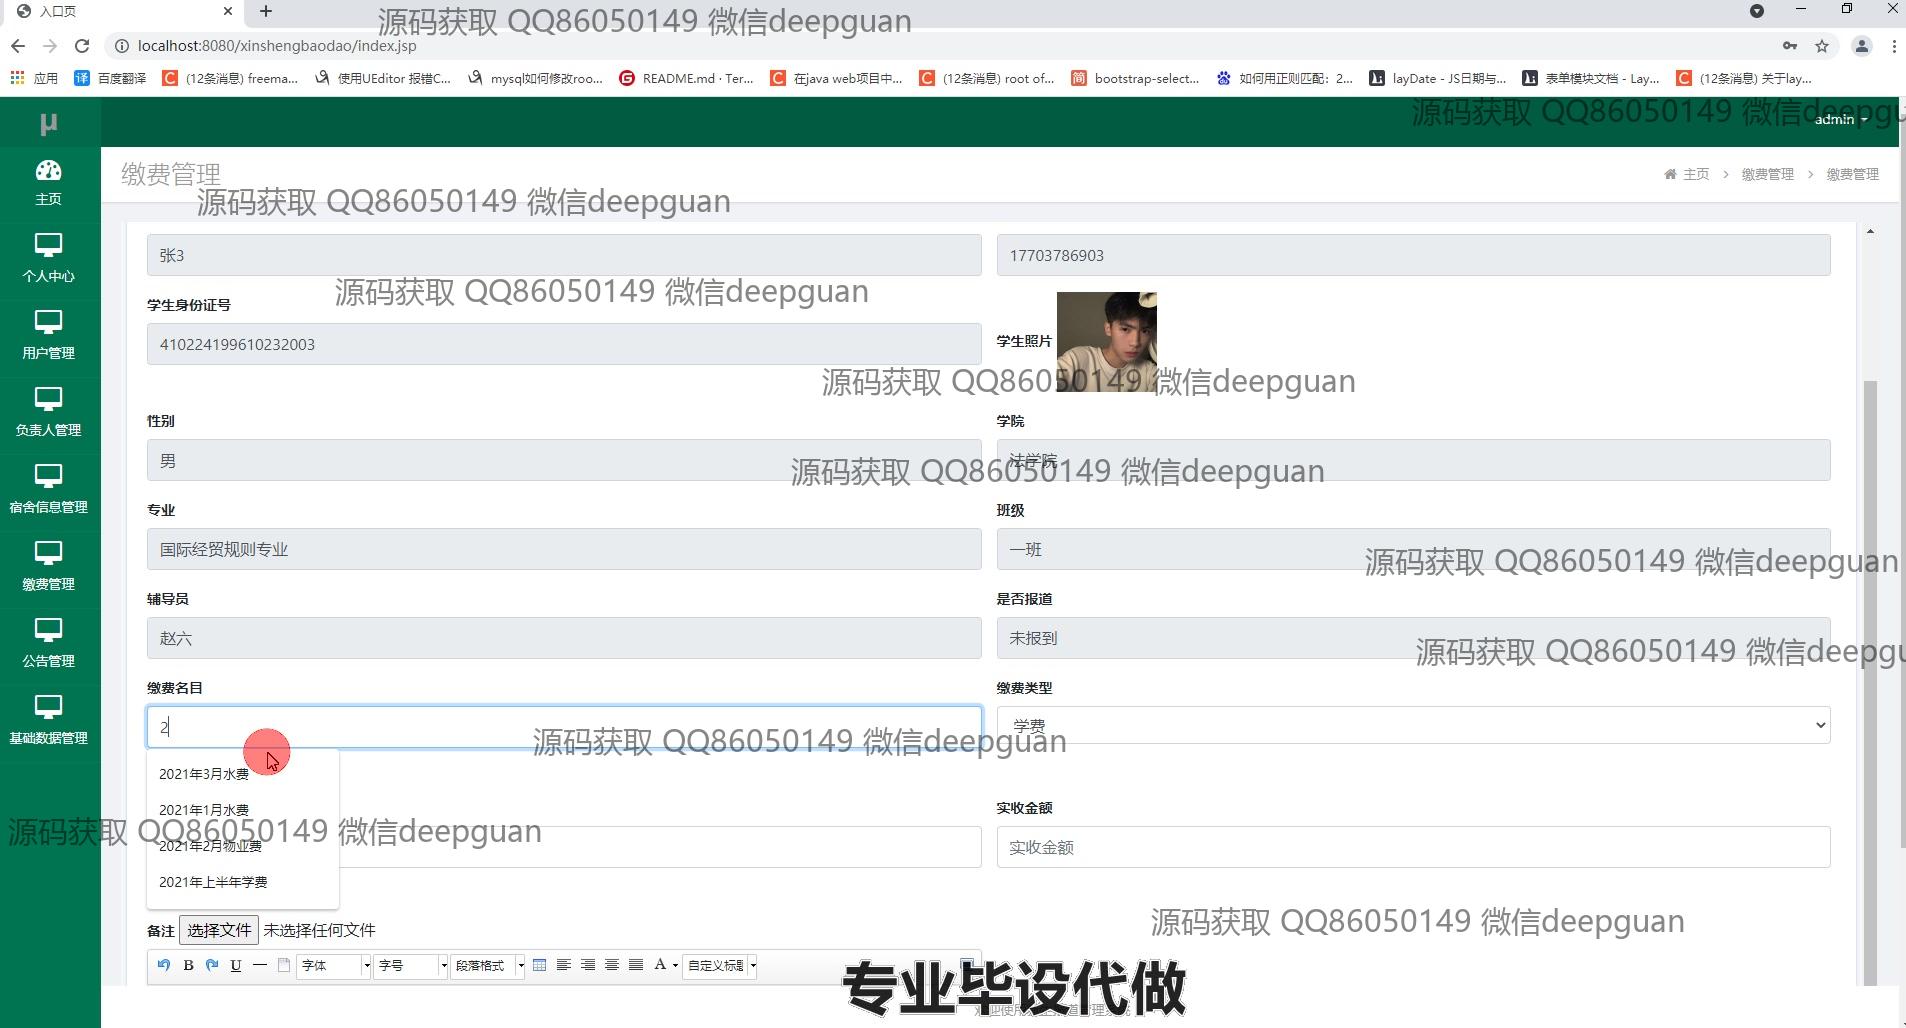 入口页
源码获取 QQ86050149 微信deepguan
localhost:8080/xinshengbaodao/index.jsp
应用 百度翻译 (12条消息) freema... 使用UEditor 报错C... mysql如何修改roo... README.md · Ter... 在java web项目中... (12条消息) root of... bootstrap-select... 如何用正则匹配：2... layDate - JS日期与... 表单模块文档 - Lay... (12条消息) 关于lay...
源码获取 QQ86050149 微信deepgu
μ
admin
主页
缴费管理
主页 > 缴费管理 > 缴费管理
源码获取 QQ86050149 微信deepguan
个人中心
张3
17703786903
源码获取 QQ86050149 微信deepguan
学生身份证号
410224199610232003
学生照片
用户管理
源码获取 QQ86050149 微信deepguan
性别
学院
负责人管理
男
法学院
源码获取 QQ86050149 微信deepguan
宿舍信息管理
专业
班级
国际经贸规则专业
一班
源码获取 QQ86050149 微信deepguan
缴费管理
辅导员
是否报道
赵六
未报到
源码获取 QQ86050149 微信deepgu
公告管理
缴费名目
缴费类型
2
学费
源码获取 QQ86050149 微信deepguan
基础数据管理
2021年3月水费
2021年1月水费
实收金额
源码获取 QQ86050149 微信deepguan
2021年2月物业费
实收金额
2021年上半年学费
源码获取 QQ86050149 微信deepguan
备注 选择文件 未选择任何文件
B U 字体 字号 段落格式 A 自定义标题
专业毕设代做